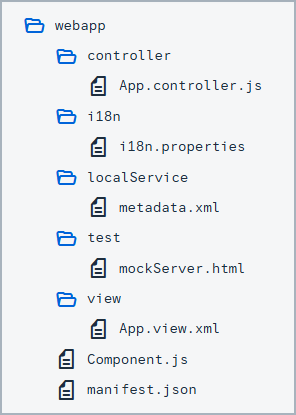 webapp
controller
App.controller.js
i18n
i18n.properties
localService
metadata.xml
test
mockServer.html
view
App.view.xml
Component.js
manifest.json